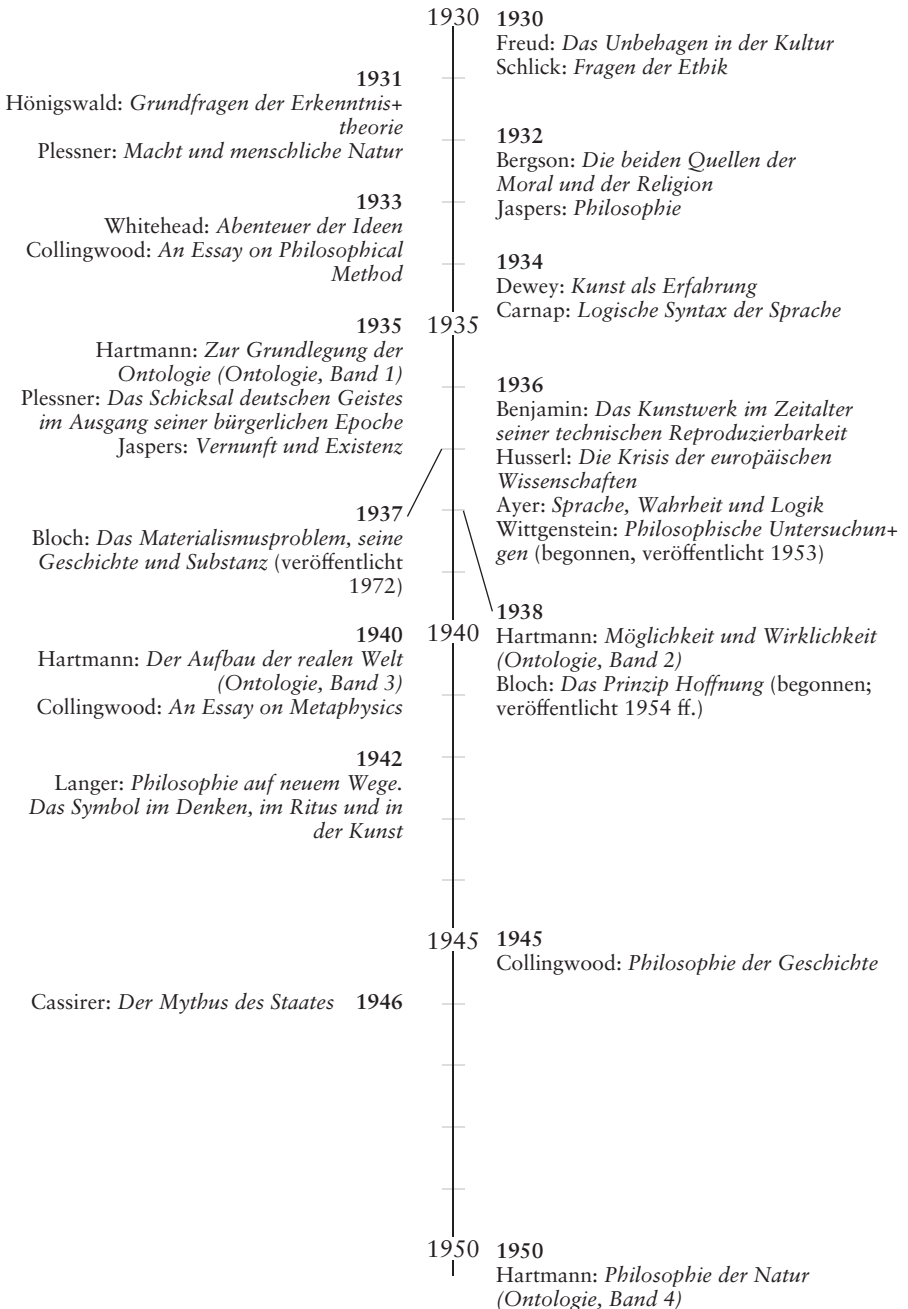 1930
1930
Freud: Das Unbehagen in der Kultur
Schlick: Fragen der Ethik
1931
Hönigswald: Grundfragen der Erkenntnis+
theorie
Plessner: Macht und menschliche Natur
1932
Bergson: Die beiden Quellen der
Moral und der Religion
Jaspers: Philosophie
1933
Whitehead: Abenteuer der Ideen
Collingwood: An Essay on Philosophical
Method
1934
Dewey: Kunst als Erfahrung
Carnap: Logische Syntax der Sprache
1935
1935
Hartmann: Zur Grundlegung der
Ontologie (Ontologie, Band 1)
Plessner: Das Schicksal deutschen Geistes
im Ausgang seiner bürgerlichen Epoche
Jaspers: Vernunft und Existenz
1936
Benjamin: Das Kunstwerk im Zeitalter
seiner technischen Reproduzierbarkeit
Husserl: Die Krisis der europäischen
Wissenschaften
Ayer: Sprache, Wahrheit und Logik
Wittgenstein: Philosophische Untersuchun+
gen (begonnen, veröffentlicht 1953)
1937
Bloch: Das Materialismusproblem, seine
Geschichte und Substanz (veröffentlicht
1972)
1938
Hartmann: Möglichkeit und Wirklichkeit
(Ontologie, Band 2)
Bloch: Das Prinzip Hoffnung (begonnen;
veröffentlicht 1954 ff.)
1940
1940
Hartmann: Der Aufbau der realen Welt
(Ontologie, Band 3)
Collingwood: An Essay on Metaphysics
1942
Langer: Philosophie auf neuem Wege.
Das Symbol im Denken, im Ritus und in
der Kunst
1945
1945
Collingwood: Philosophie der Geschichte
Cassirer: Der Mythus des Staates 1946
1950
1950
Hartmann: Philosophie der Natur
(Ontologie, Band 4)